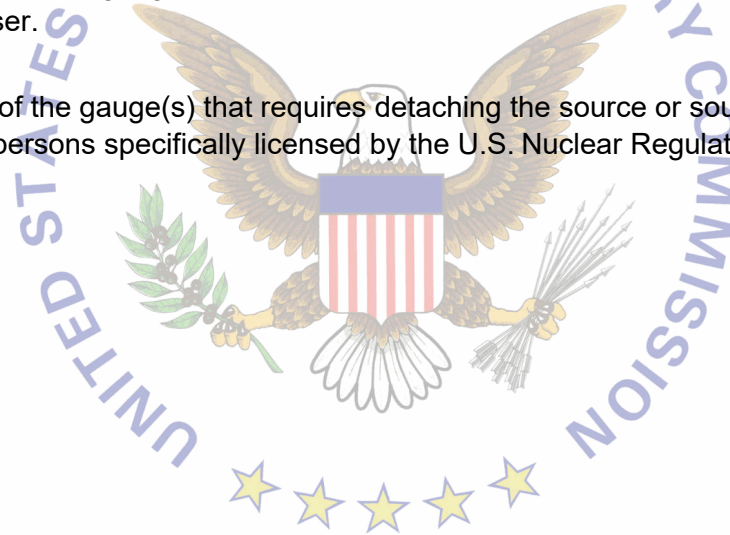 ser.
of the gauge(s) that requires detaching the source or sou
persons specifically licensed by the U.S. Nuclear Regulat
UNITED STATES
Y COMMISSION